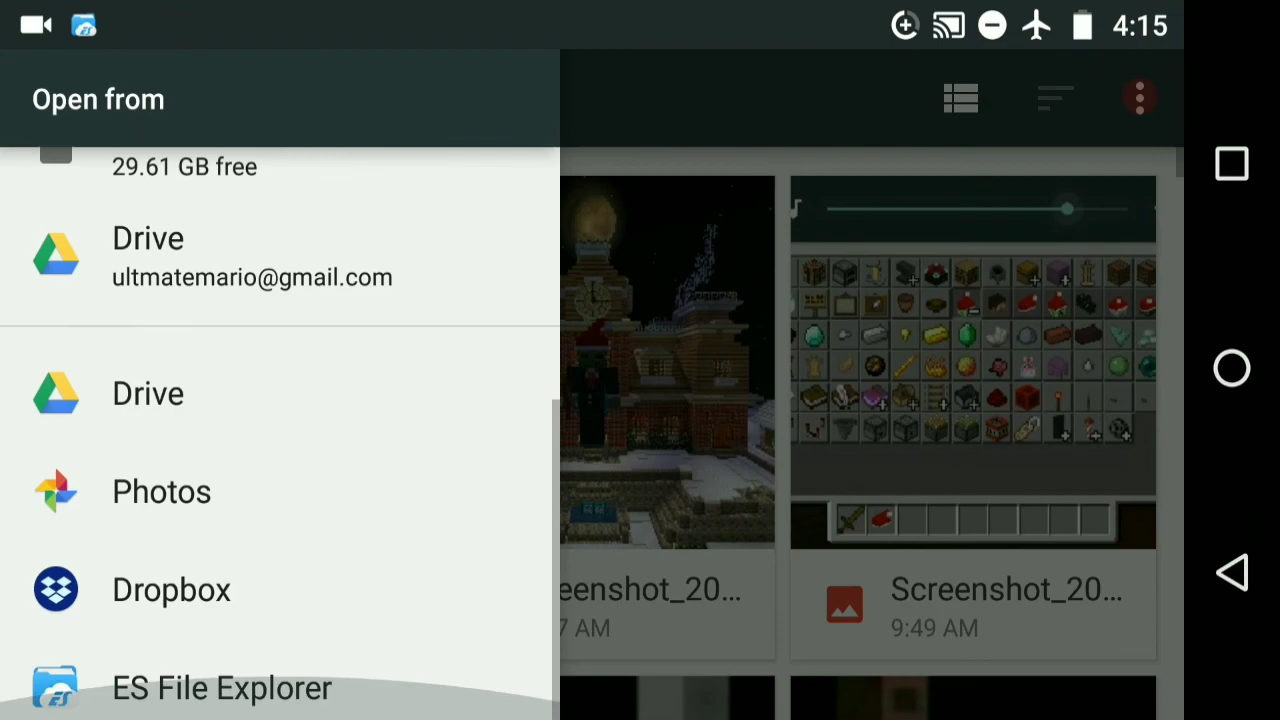 4:15
Open from
29.61 GB free
Drive
ultmatemario@gmail.com
Drive
Photos
Dropbox
ES File Explorer
eenshot_20...
7 AM
Screenshot_20...
9:49 AM